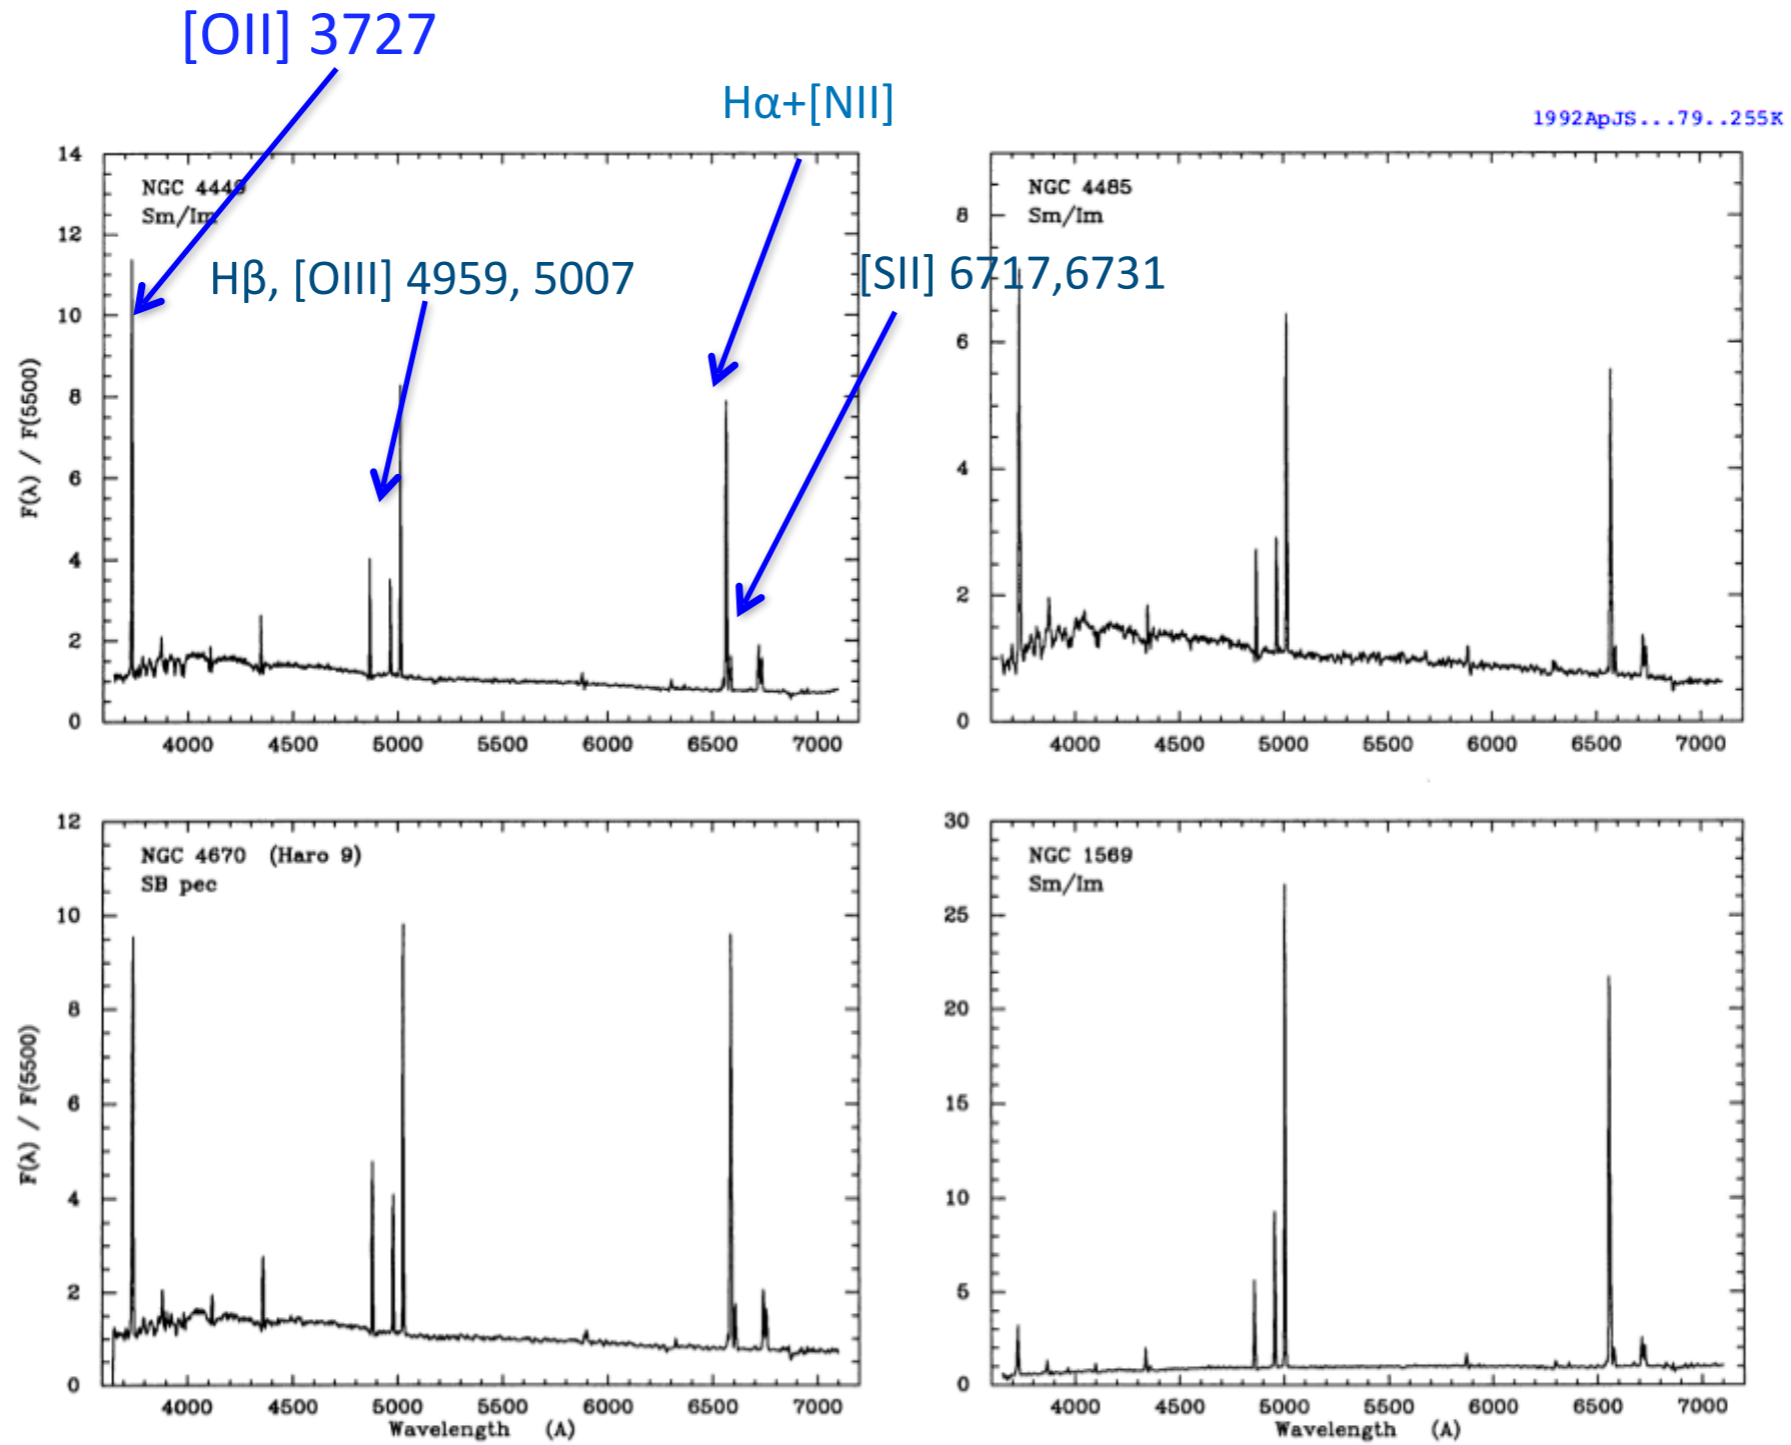 [OII] 3727
Hα+[NII]
1992ApJS...79..255K
NGC 4449
Sm/Im
Hβ, [OIII] 4959, 5007
[SII] 6717,6731
F(λ) / F(5500)
14
12
10
8
6
4
2
0
4000 4500 5000 5500 6000 6500 7000
NGC 4485
Sm/Im
8
6
4
2
0
4000 4500 5000 5500 6000 6500 7000
NGC 4670 (Haro 9)
SB pec
F(λ) / F(5500)
12
10
8
6
4
2
0
4000 4500 5000 5500 6000 6500 7000
Wavelength (A)
NGC 1569
Sm/Im
30
25
20
15
10
5
0
4000 4500 5000 5500 6000 6500 7000
Wavelength (A)